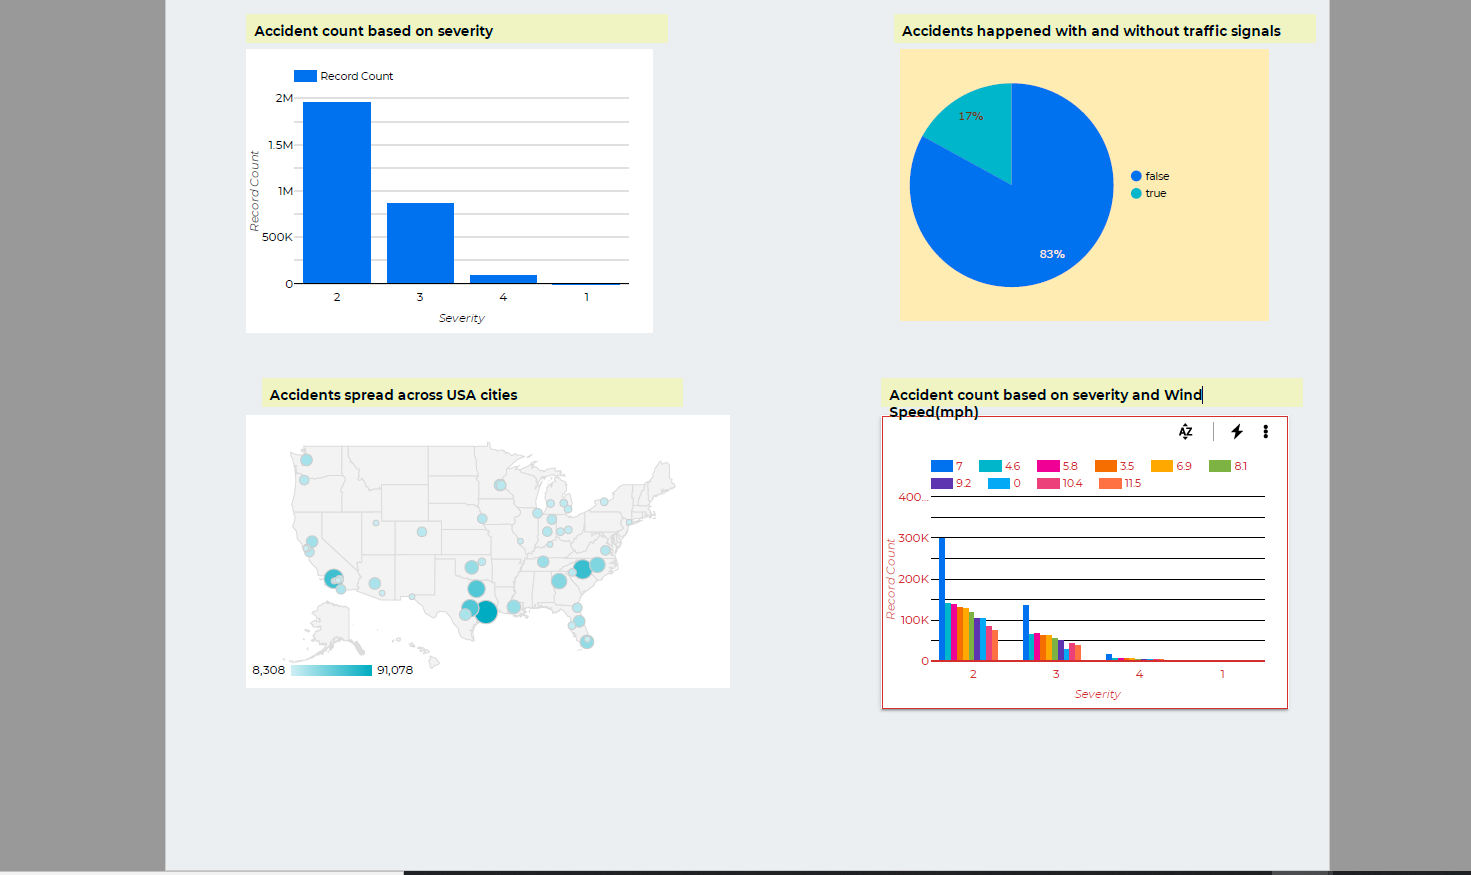 Accident count based on severity
Record Count
2M
1.5M
1M
500K
0
Record Count
2 3 4 1
Severity
Accidents happened with and without traffic signals
17%
83%
false
true
Accidents spread across USA cities
8,308 91,078
Accident count based on severity and Wind
Speed(mph)
AZ
7 4.6 5.8 3.5 6.9 8.1
9.2 0 10.4 11.5
400...
300K
200K
100K
0
Record Count
2 3 4 1
Severity